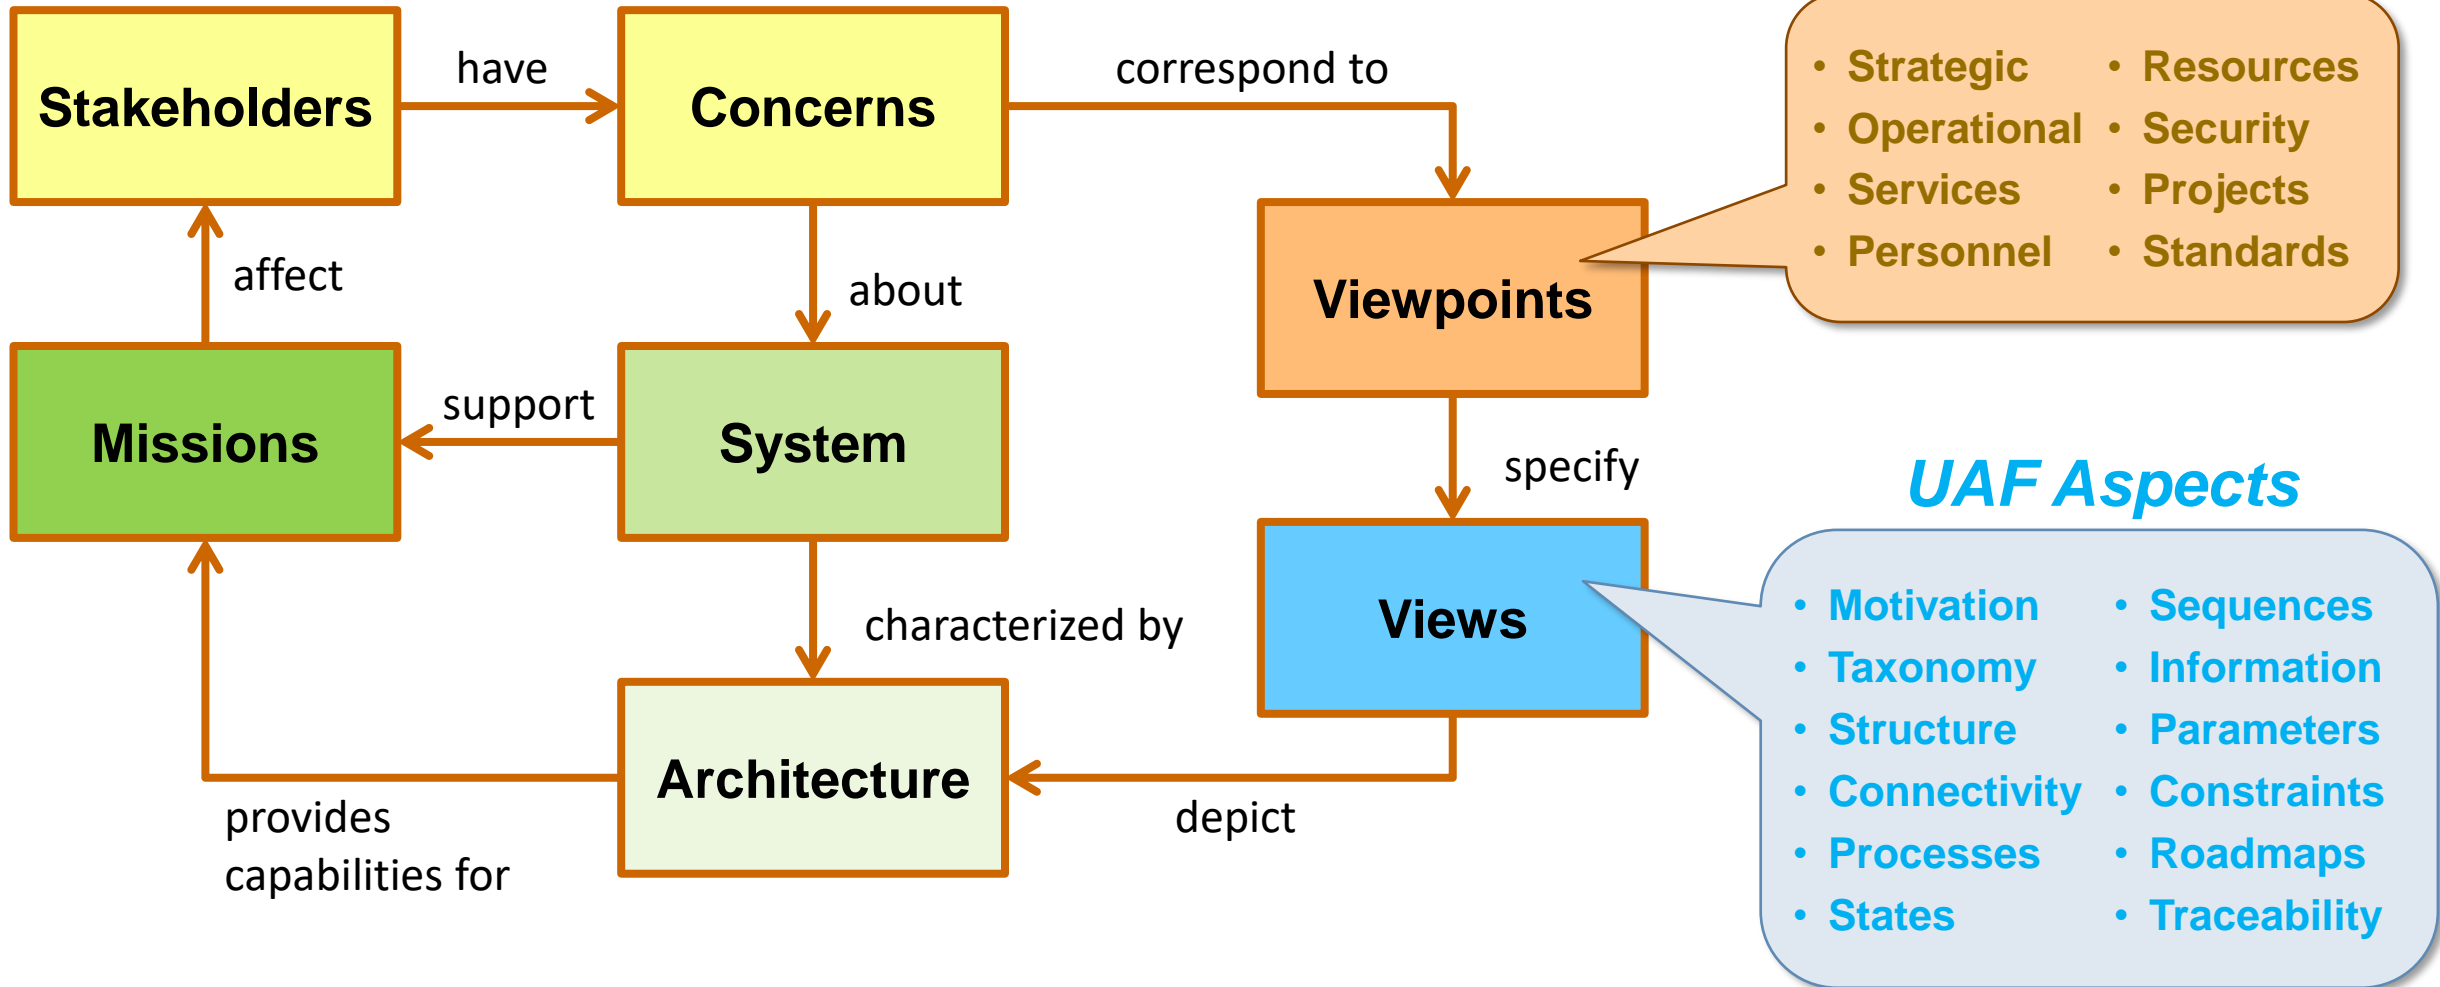 Stakeholders
have
Concerns
correspond to
• Strategic
• Operational
• Services
• Personnel
• Resources
• Security
• Projects
• Standards
affect
about
Viewpoints
Missions
support
System
specify
UAF Aspects
characterized by
Views
• Motivation
• Taxonomy
• Structure
• Connectivity
• Processes
• States
• Sequences
• Information
• Parameters
• Constraints
• Roadmaps
• Traceability
Architecture
provides
capabilities for
depict